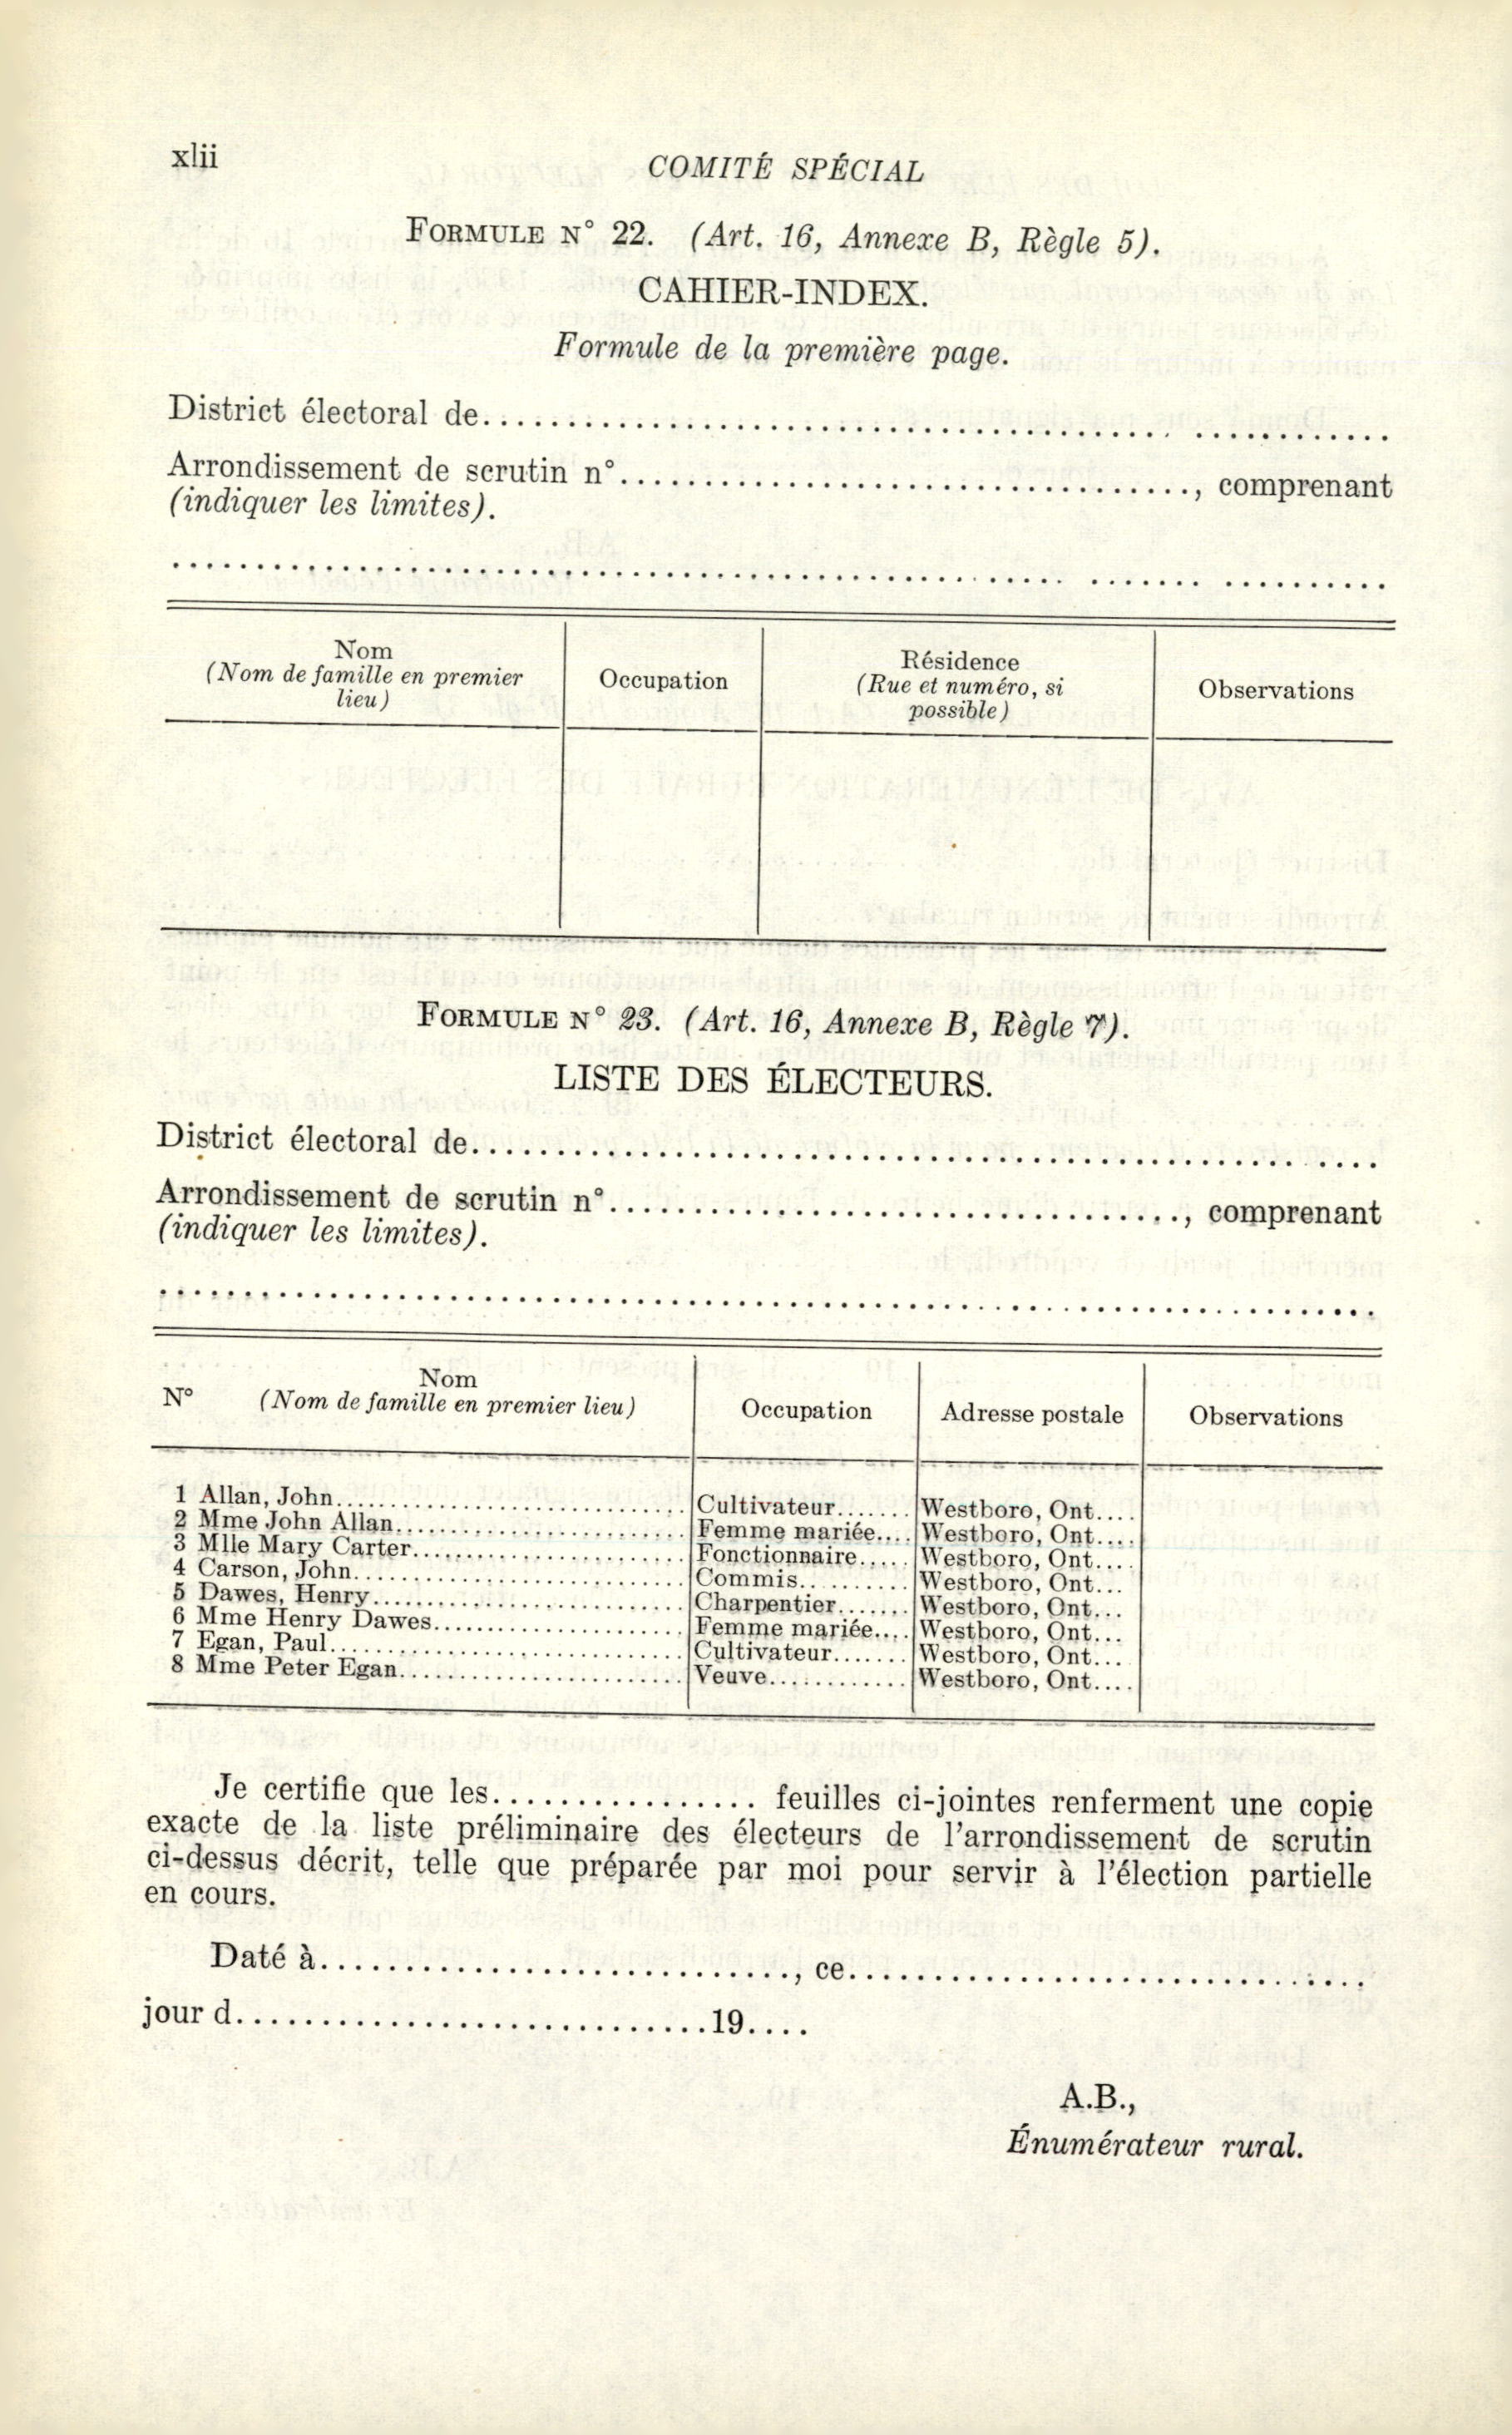 xlii
COMITÉ SPÉCIAL
FORMULE N° 22. (Art. 16, Annexe B, Règle 5).
CAHIER-INDEX.
Formule de la première page.
District électoral de........................................................................
Arrondissement de scrutin n°.................................., comprenant
(indiquer les limites).
........................................................................
Nom
(Nom de famille en premier
lieu)
Occupation
Résidence
(Rue et numéro, si
possible)
Observations
FORMULE N° 23. (Art. 16, Annexe B, Règle 7).
LISTE DES ÉLECTEURS.
District électoral de........................................................................
Arrondissement de scrutin n°.................................., comprenant
(indiquer les limites).
........................................................................
N°
Nom
(Nom de famille en premier lieu)
Occupation
Adresse postale
Observations
1 Allan, John.............................. Cultivateur....... Westboro, Ont....
2 Mme John Allan.............................. Femme mariée.... Westboro, Ont....
3 Mlle Mary Carter.............................. Fonctionnaire..... Westboro, Ont....
4 Carson, John.............................. Commis.......... Westboro, Ont...
5 Dawes, Henry.............................. Charpentier....... Westboro, Ont...
6 Mme Henry Dawes.............................. Femme mariée.... Westboro, Ont...
7 Egan, Paul.............................. Cultivateur....... Westboro, Ont...
8 Mme Peter Egan.............................. Veuve............ Westboro, Ont....
Je certifie que les................ feuilles ci-jointes renferment une copie
exacte de la liste préliminaire des électeurs de l'arrondissement de scrutin
ci-dessus décrit, telle que préparée par moi pour servir à l'élection partielle
en cours.
Daté à............................, ce..............................
jour d............................19....
A.B.,
Énumérateur rural.